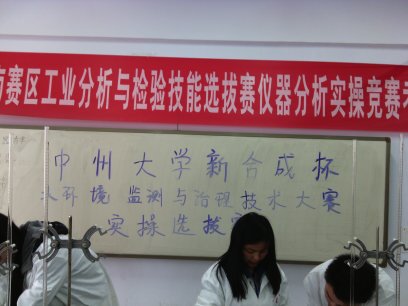 赛区工业分析与检验技能选拔赛仪器分析实操竞赛
中州大学新合成杯
环境监测与治理技术大赛
实操选拔赛